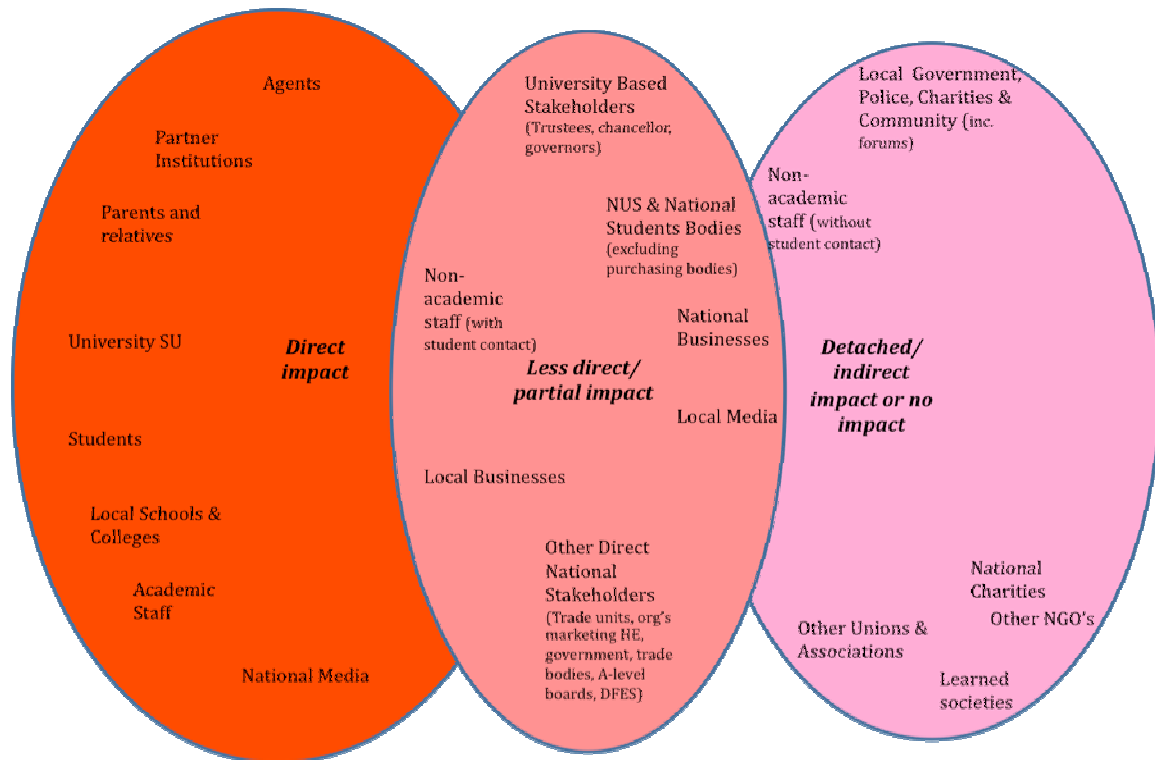 Agents
Partner
Institutions
Parents and
relatives
University SU
Direct
impact
Students
Local Schools &
Colleges
Academic
Staff
National Media
University Based
Stakeholders
(Trustees, chancellor,
governors)
NUS & National
Students Bodies
(excluding
purchasing bodies)
Non-
academic
staff (with
student contact)
National
Businesses
Less direct/
partial impact
Local Media
Local Businesses
Other Direct
National
Stakeholders
(Trade units, org's
marketing HE,
government, trade
bodies, A-level
boards, DFES)
Local Government,
Police, Charities &
Community (inc.
forums)
Non-
academic
staff (without
student contact)
Detached/
indirect
impact or no
impact
National
Charities
Other NGO's
Other Unions &
Associations
Learned
societies